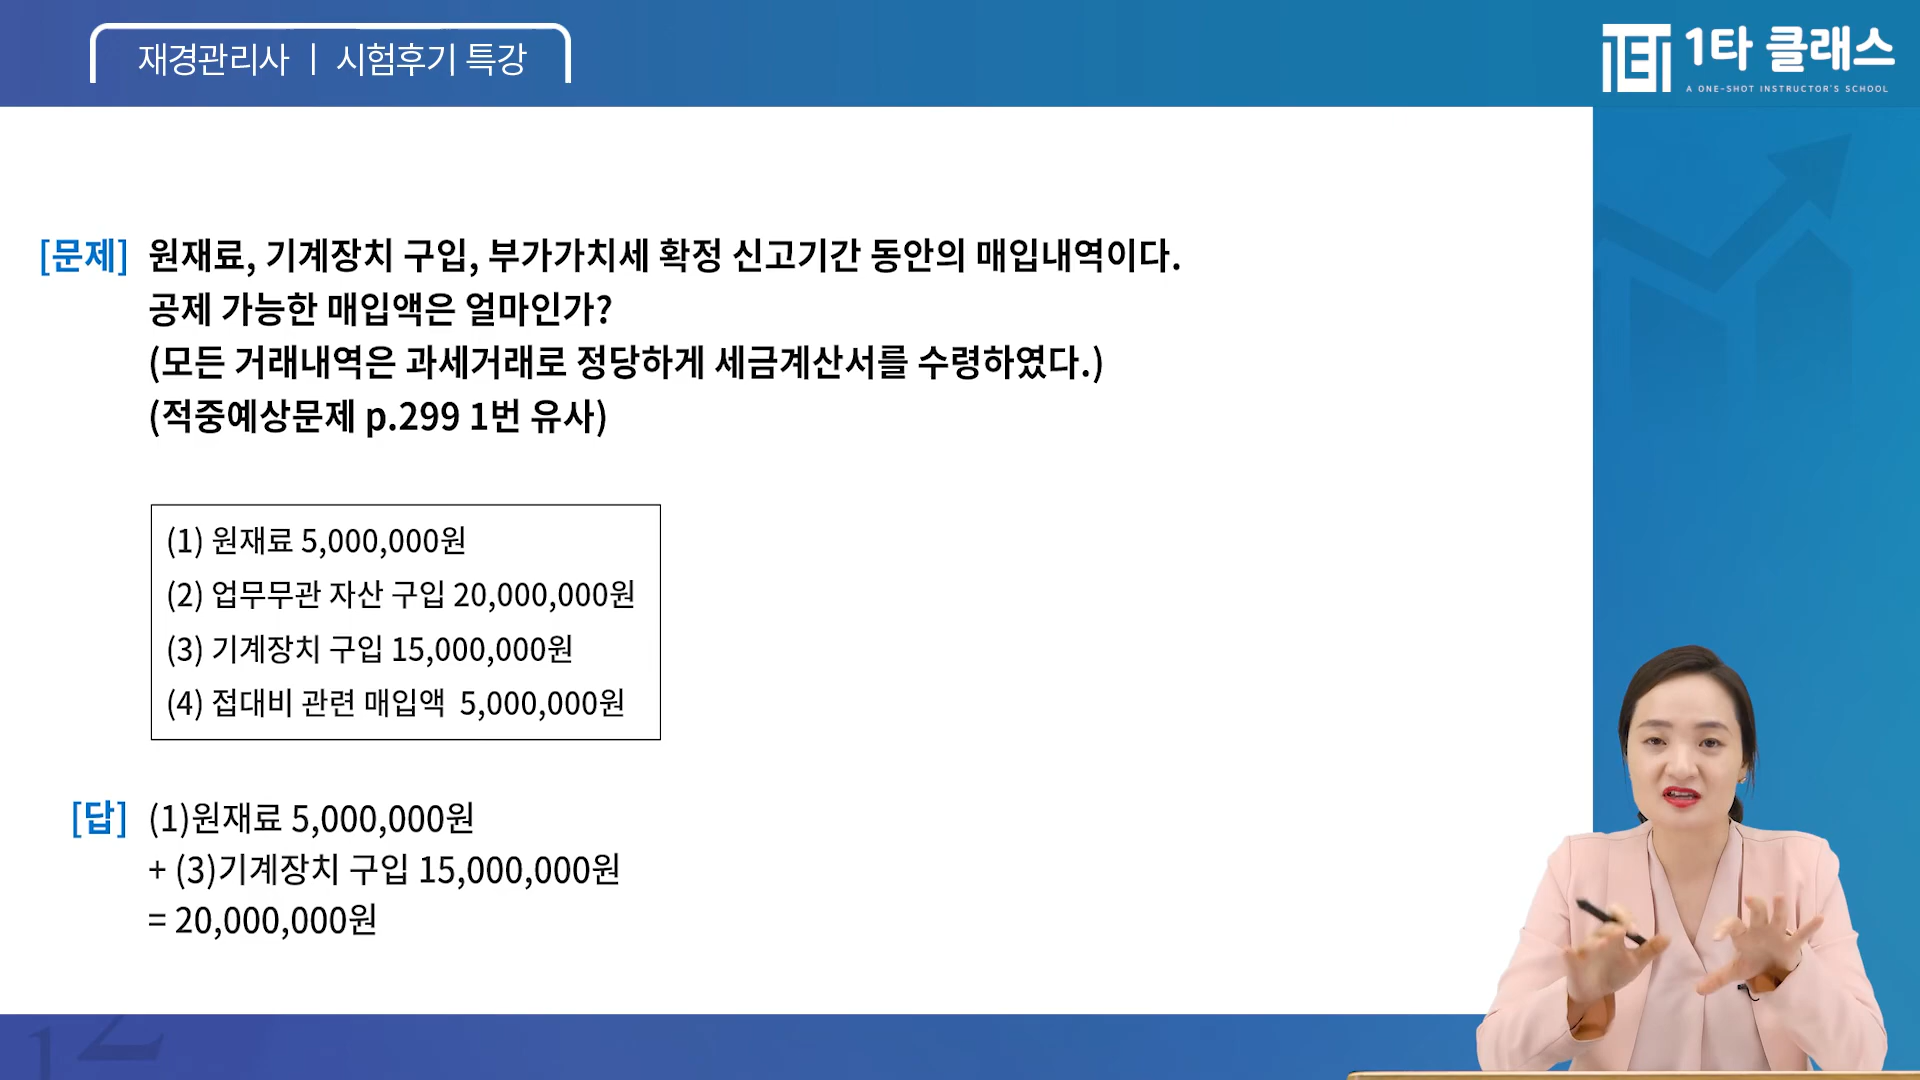 재경관리사 ㅣ 시험후기 특강
1타 클래스
A ONE-SHOT INSTRUCTOR'S SCHOOL
[문제] 원재료, 기계장치 구입, 부가가치세 확정 신고기간 동안의 매입내역이다.
공제 가능한 매입액은 얼마인가?
(모든 거래내역은 과세거래로 정당하게 세금계산서를 수령하였다.)
(적중예상문제 p.299 1번 유사)
(1) 원재료 5,000,000원
(2) 업무무관 자산 구입 20,000,000원
(3) 기계장치 구입 15,000,000원
(4) 접대비 관련 매입액 5,000,000원
[답] (1)원재료 5,000,000원
+ (3)기계장치 구입 15,000,000원
= 20,000,000원
12